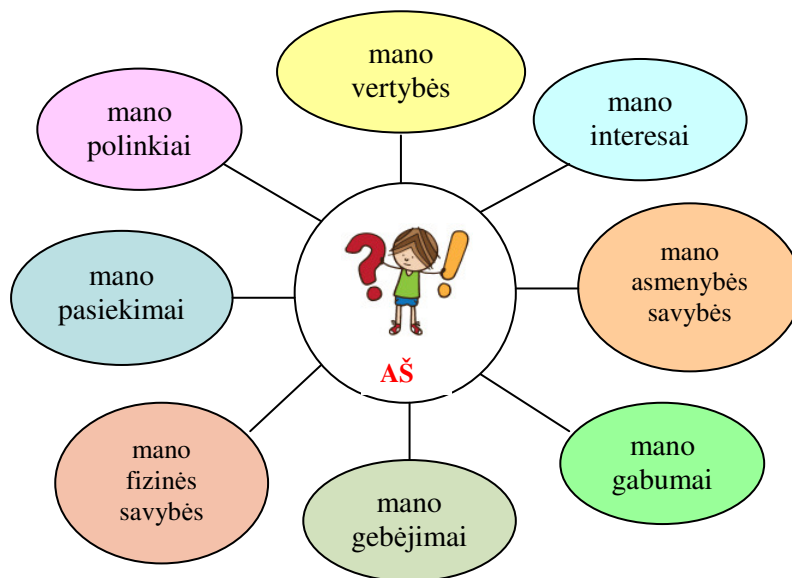 mano
vertybės
mano
polinkiai
mano
interesai
mano
asmenybės
savybės
mano
pasiekimai
AŠ
mano
fizinės
savybės
mano
gabumai
mano
gebėjimai